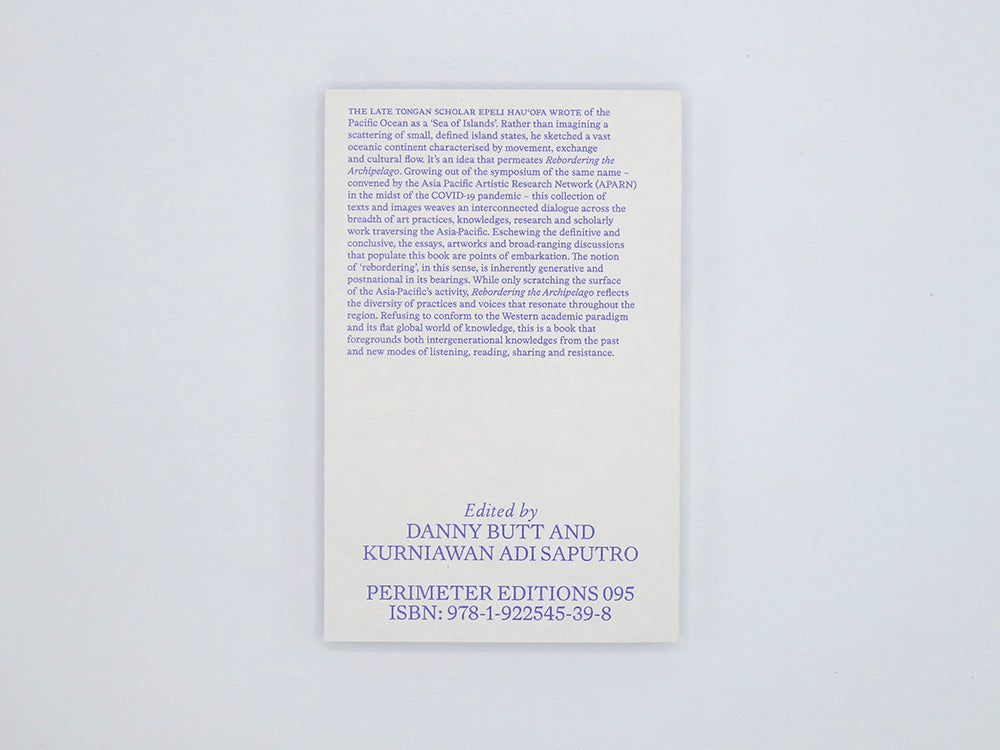 THE LATE TONGAN SCHOLAR EPELI HAUʻOFA WROTE of the
Pacific Ocean as a ‘Sea of Islands’. Rather than imagining a
scattering of small, defined island states, he sketched a vast
oceanic continent characterised by movement, exchange
and cultural flow. It’s an idea that permeates Rebordering the
Archipelago. Growing out of the symposium of the same name –
convened by the Asia Pacific Artistic Research Network (APARN)
in the midst of the COVID-19 pandemic – this collection of
texts and images weaves an interconnected dialogue across the
breadth of art practices, knowledges, research and scholarly
work traversing the Asia-Pacific. Eschewing the definitive and
conclusive, the essays, artworks and broad-ranging discussions
that populate this book are points of embarkation. The notion
of ‘rebordering’, in this sense, is inherently generative and
postnational in its bearings. While only scratching the surface
of the Asia-Pacific’s activity, Rebordering the Archipelago reflects
the diversity of practices and voices that resonate throughout the
region. Refusing to conform to the Western academic paradigm
and its flat global world of knowledge, this is a book that
foregrounds both intergenerational knowledges from the past
and new modes of listening, reading, sharing and resistance.
Edited by
DANNY BUTT AND
KURNIAWAN ADI SAPUTRO
PERIMETER EDITIONS 095
ISBN: 978-1-922545-39-8